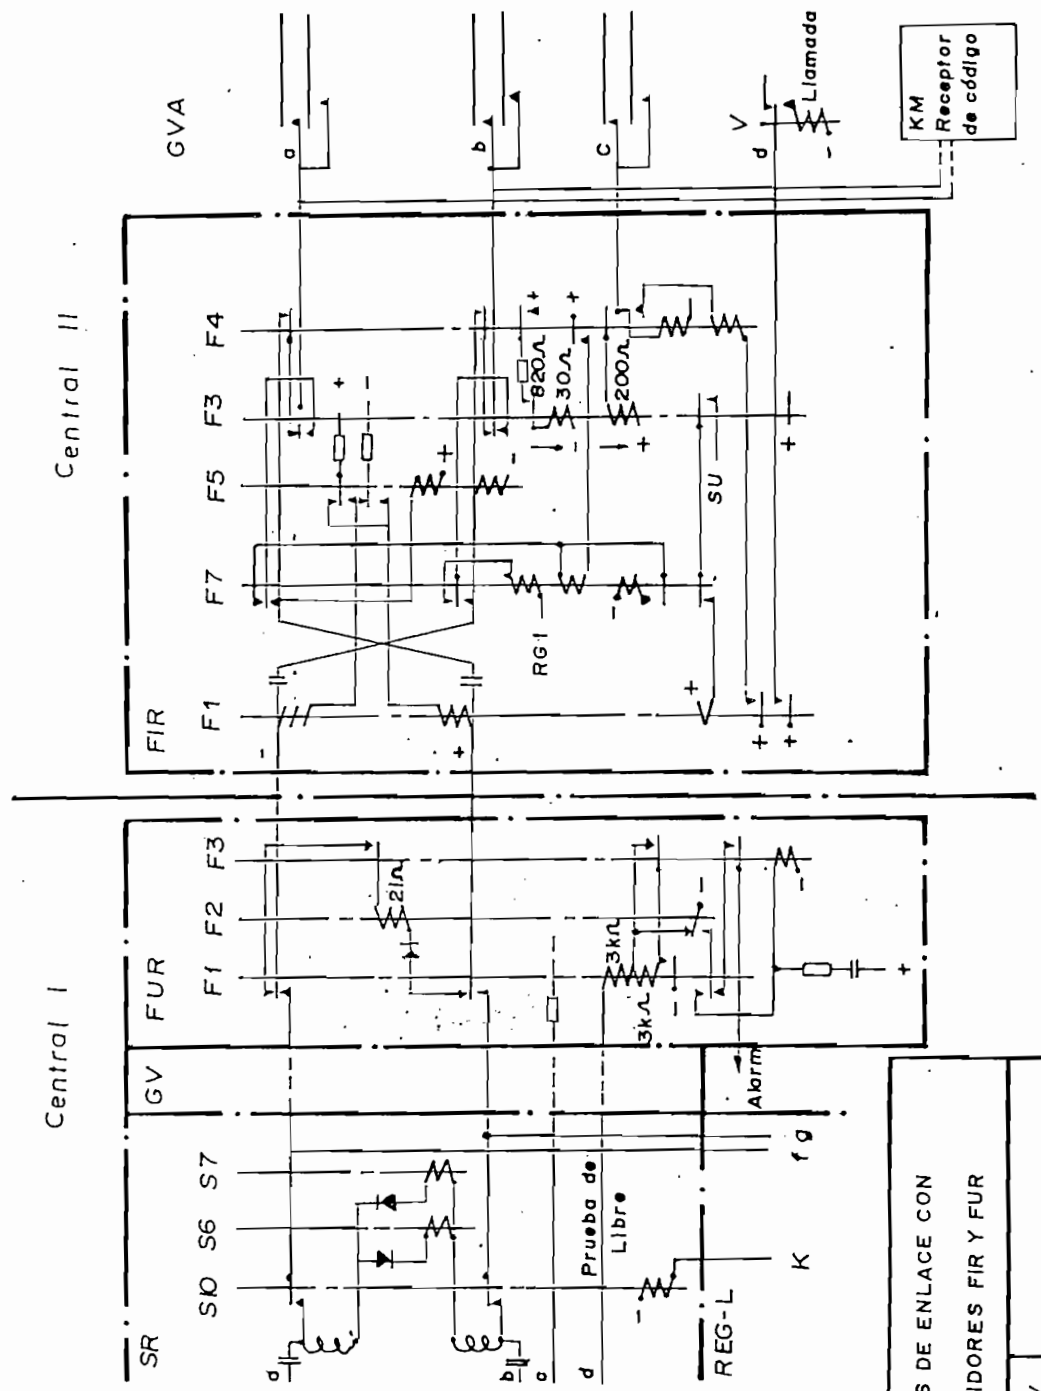 Central I
Central II
SR
S10
S6
S7
GV
FUR
F1
F2
F3
FIR
F1
F7
F5
F3
F4
GVA
a
b
c
d
a
b
c
V
d
Llamada
-
KM
Receptor
de código
21Ω
3kΩ
3kΩ
820Ω
30Ω
200Ω
RG1
SU
Prueba de
Libre
Alarm
REG-L
K
f g
S DE ENLACE CON
IDORES FIR Y FUR